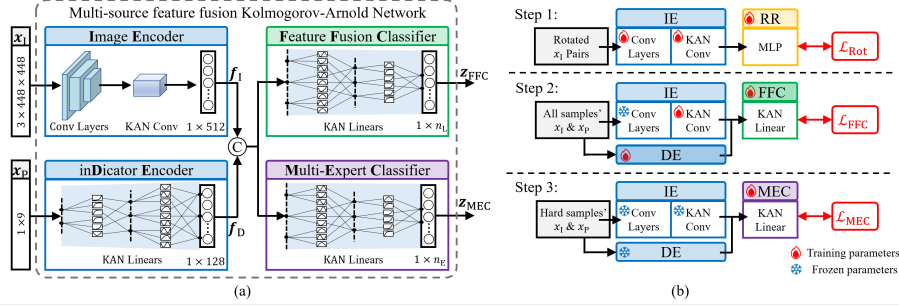 Multi-source feature fusion Kolmogorov-Arnold Network
x_I
3×448×448
Image Encoder
Conv Layers
KAN Conv
1×512
f_I
Feature Fusion Classifier
KAN Linears
1×n_L
z_FFC
C
x_P
1×9
inDicator Encoder
KAN Linears
1×128
f_D
Multi-Expert Classifier
KAN Linears
1×n_E
z_MEC
(a)
Step 1:
Rotated
x_I Pairs
IE
Conv
Layers
KAN
Conv
RR
MLP
ℒ_Rot
Step 2:
All samples'
x_I & x_P
IE
Conv
Layers
KAN
Conv
DE
FFC
KAN
Linear
ℒ_FFC
Step 3:
Hard samples'
x_I & x_P
IE
Conv
Layers
KAN
Conv
DE
MEC
KAN
Linear
ℒ_MEC
Training parameters
Frozen parameters
(b)